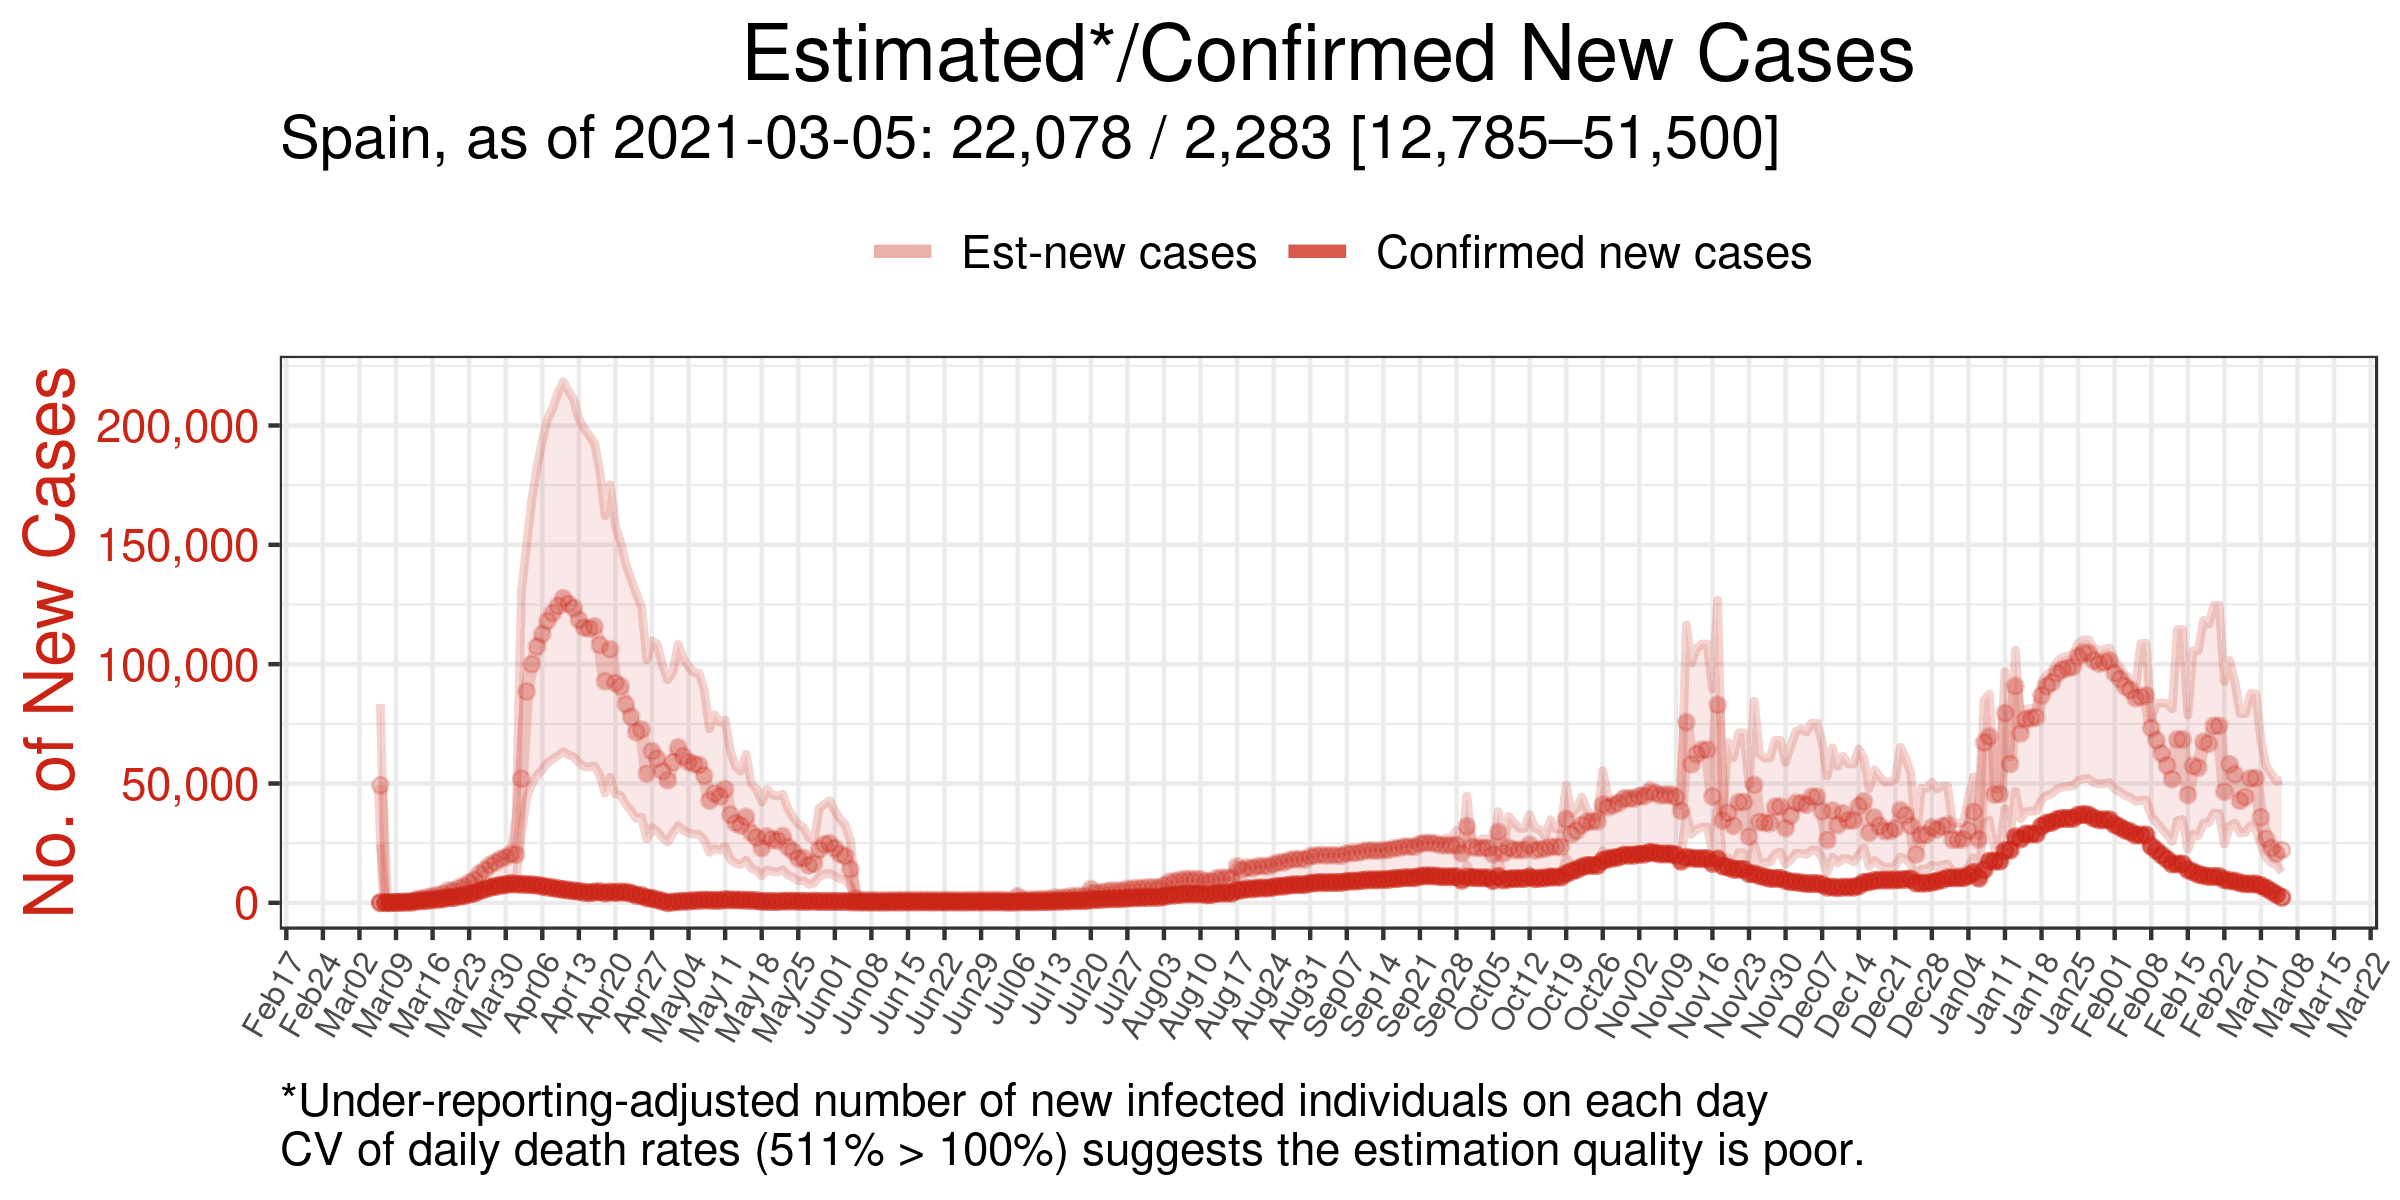 Estimated*/Confirmed New Cases
Spain, as of 2021-03-05: 22,078 / 2,283 [12,785–51,500]
Est-new cases
Confirmed new cases
No. of New Cases
200,000
150,000
100,000
50,000
0
Feb17
Feb24
Mar02
Mar09
Mar16
Mar23
Mar30
Apr06
Apr13
Apr20
Apr27
May04
May11
May18
May25
Jun01
Jun08
Jun15
Jun22
Jun29
Jul06
Jul13
Jul20
Jul27
Aug03
Aug10
Aug17
Aug24
Aug31
Sep07
Sep14
Sep21
Sep28
Oct05
Oct12
Oct19
Oct26
Nov02
Nov09
Nov16
Nov23
Nov30
Dec07
Dec14
Dec21
Dec28
Jan04
Jan11
Jan18
Jan25
Feb01
Feb08
Feb15
Feb22
Mar01
Mar08
Mar15
Mar22
*Under-reporting-adjusted number of new infected individuals on each day
CV of daily death rates (511% > 100%) suggests the estimation quality is poor.